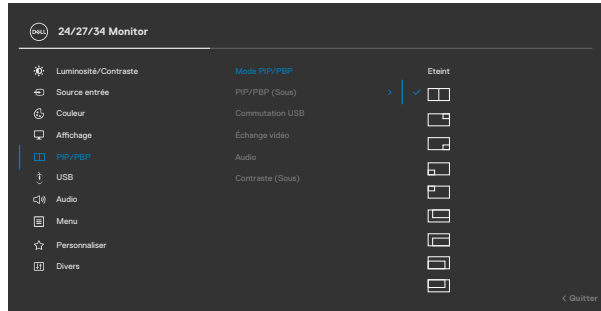 DELL
24/27/34 Monitor
Luminosité/Contraste
Mode PIP/PBP
Eteint
Source entrée
PIP/PBP (Sous)
Couleur
Commutation USB
Affichage
Échange vidéo
PIP/PBP
Audio
USB
Contraste (Sous)
Audio
Menu
Personnaliser
Divers
Quitter